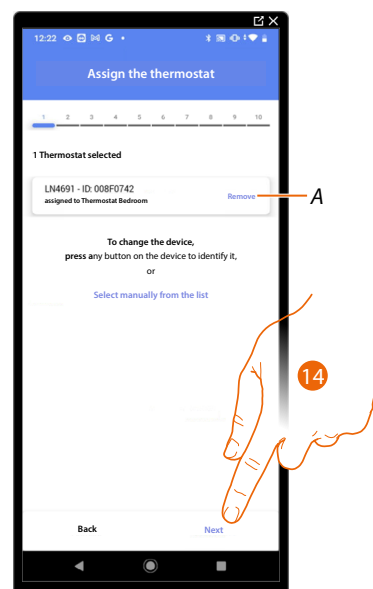 12:22 G
Assign the thermostat
1 2 3 4 5 6 7 8 9 10
1 Thermostat selected
LN4691 - ID: 008F0742
assigned to Thermostat Bedroom
Remove
A
To change the device,
press any button on the device to identify it,
or
Select manually from the list
14
Back Next